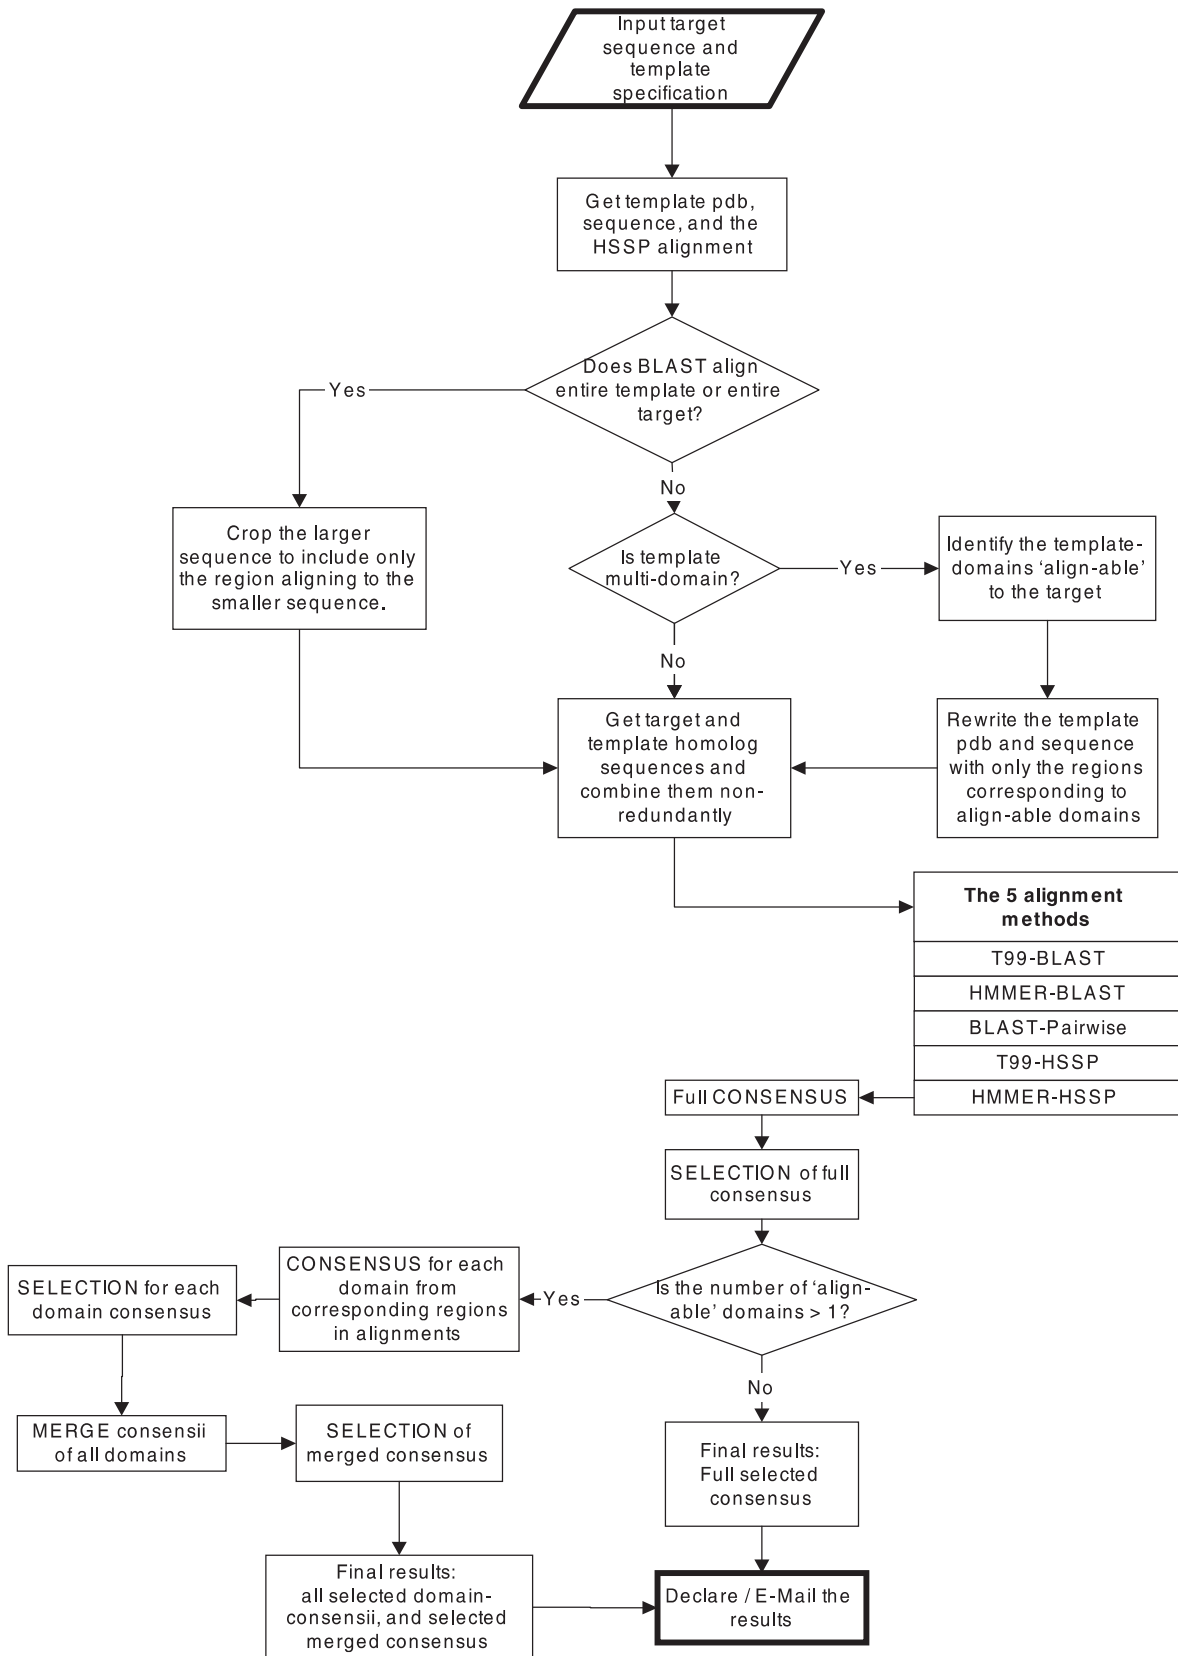 Input target
sequence and
template
specification
Get template pdb,
sequence, and the
HSSP alignment
Does BLAST align
entire template or entire
target?
Yes
No
Crop the larger
sequence to include only
the region aligning to the
smaller sequence.
Is template
multi-domain?
Yes
Identify the template-
domains ‘align-able’
to the target
No
Get target and
template homolog
sequences and
combine them non-
redundantly
Rewrite the template
pdb and sequence
with only the regions
corresponding to
align-able domains
The 5 alignment
methods
T99-BLAST
HMMER-BLAST
BLAST-Pairwise
T99-HSSP
HMMER-HSSP
Full CONSENSUS
SELECTION of full
consensus
Is the number of ‘align-
able’ domains > 1?
Yes
CONSENSUS for each
domain from
corresponding regions
in alignments
SELECTION for each
domain consensus
No
MERGE consensii
of all domains
SELECTION of
merged consensus
Final results:
Full selected
consensus
Final results:
all selected domain-
consensii, and selected
merged consensus
Declare / E-Mail the
results